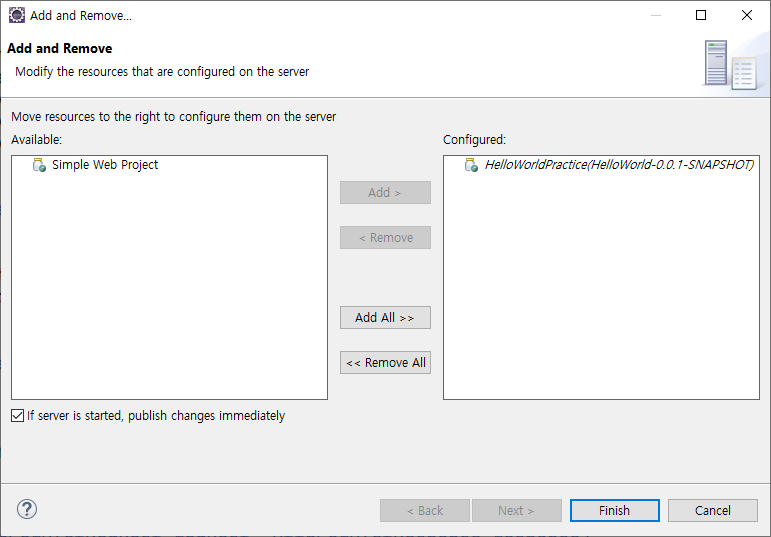 Add and Remove...
Add and Remove
Modify the resources that are configured on the server
Move resources to the right to configure them on the server
Available:
Configured:
Simple Web Project
HelloWorldPractice(HelloWorld-0.0.1-SNAPSHOT)
Add >
< Remove
Add All >>
<< Remove All
If server is started, publish changes immediately
?
< Back
Next >
Finish
Cancel